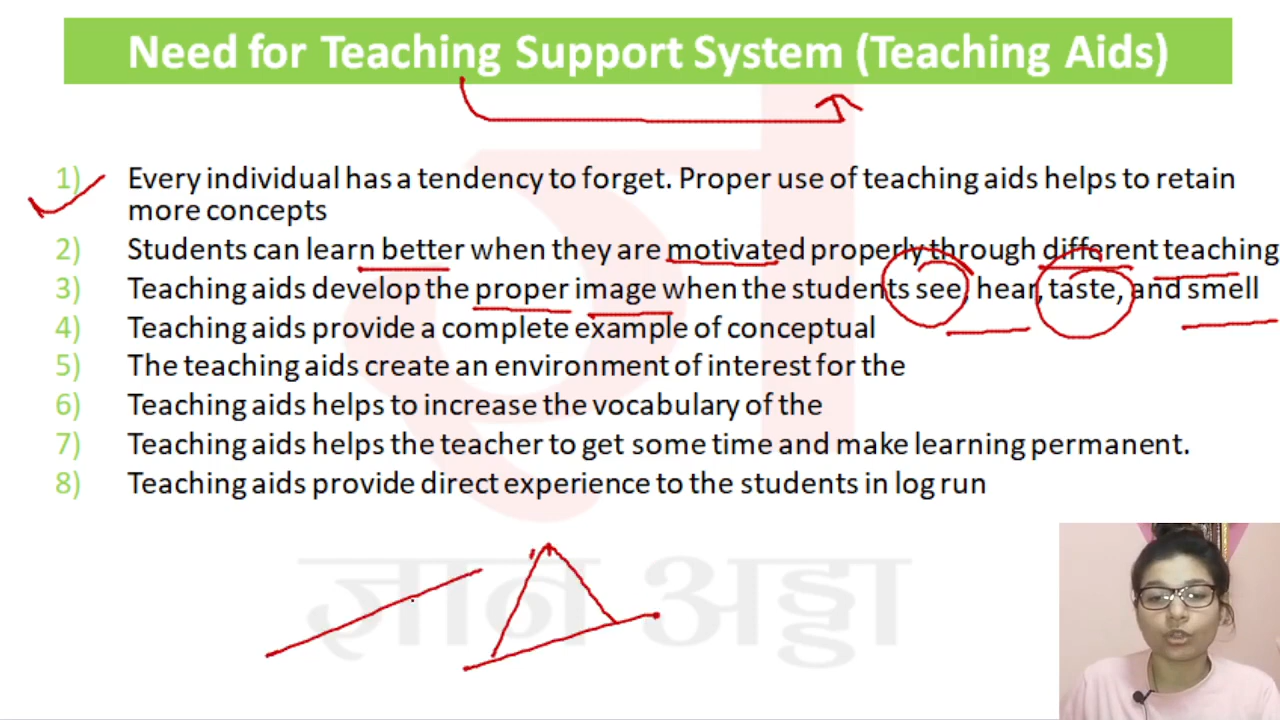 Need for Teaching Support System (Teaching Aids)
1) Every individual has a tendency to forget. Proper use of teaching aids helps to retain
more concepts
2) Students can learn better when they are motivated properly through different teaching
3) Teaching aids develop the proper image when the students see, hear, taste, and smell
4) Teaching aids provide a complete example of conceptual
5) The teaching aids create an environment of interest for the
6) Teaching aids helps to increase the vocabulary of the
7) Teaching aids helps the teacher to get some time and make learning permanent.
8) Teaching aids provide direct experience to the students in log run
ज्ञान अड्डा